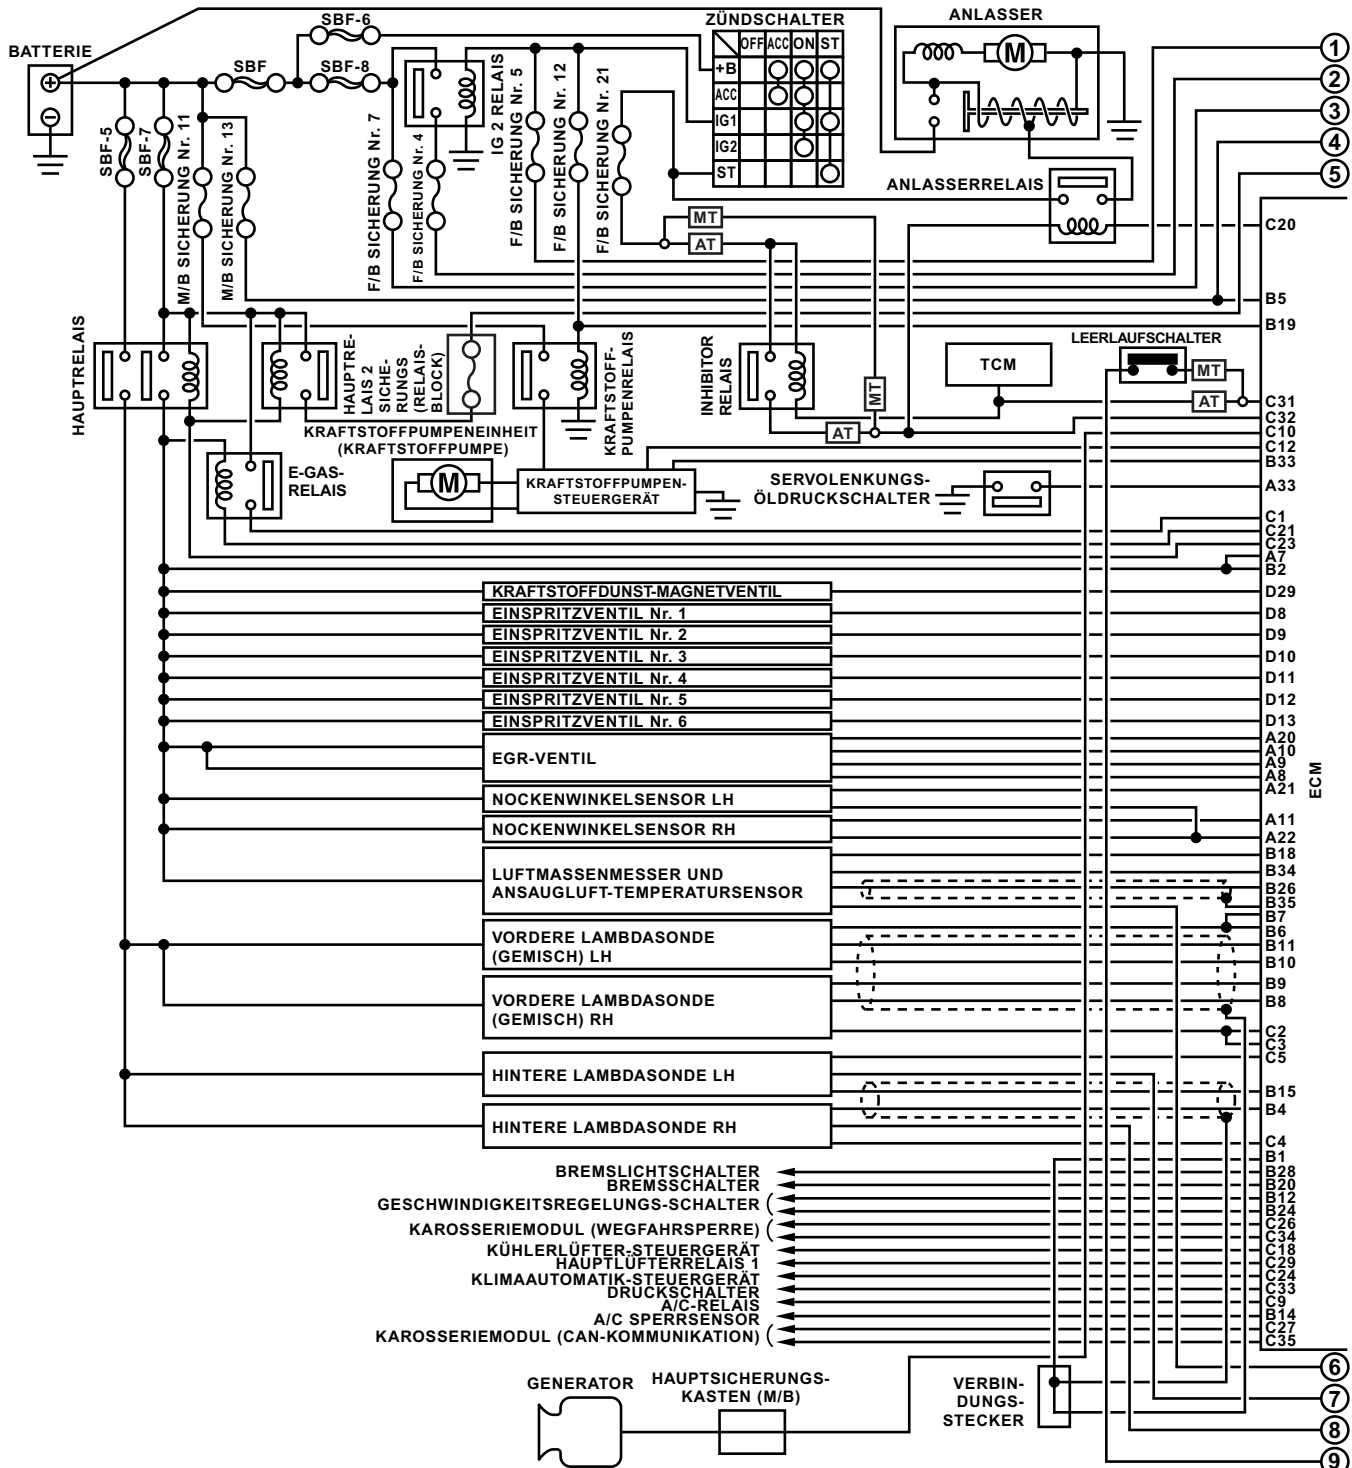 BATTERIE
SBF-6
SBF
SBF-8
ZÜNDSCHALTER
OFF ACC ON ST
+B
ACC
IG1
IG2
ST
ANLASSER
M
1
2
3
4
5
SBF-5
SBF-7
M/B SICHERUNG Nr. 11
M/B SICHERUNG Nr. 13
F/B SICHERUNG Nr. 7
F/B SICHERUNG Nr. 4
IG 2 RELAIS
F/B SICHERUNG Nr. 5
F/B SICHERUNG Nr. 12
F/B SICHERUNG Nr. 21
MT
AT
ANLASSERRELAIS
HAUPTRELAIS
HAUPTRE-
LAIS 2
SICHE-
RUNGS
(RELAIS-
BLOCK)
KRAFTSTOFF-
PUMPENRELAIS
INHIBITOR
RELAIS
MT
AT
TCM
LEERLAUFSCHALTER
MT
AT
E-GAS-
RELAIS
KRAFTSTOFFPUMPENEINHEIT
(KRAFTSTOFFPUMPE)
M
KRAFTSTOFFPUMPEN-
STEUERGERÄT
SERVOLENKUNGS-
ÖLDRUCKSCHALTER
KRAFTSTOFFDUNST-MAGNETVENTIL
EINSPRITZVENTIL Nr. 1
EINSPRITZVENTIL Nr. 2
EINSPRITZVENTIL Nr. 3
EINSPRITZVENTIL Nr. 4
EINSPRITZVENTIL Nr. 5
EINSPRITZVENTIL Nr. 6
EGR-VENTIL
NOCKENWINKELSENSOR LH
NOCKENWINKELSENSOR RH
LUFTMASSENMESSER UND
ANSAUGLUFT-TEMPERATURSENSOR
VORDERE LAMBDASONDE
(GEMISCH) LH
VORDERE LAMBDASONDE
(GEMISCH) RH
HINTERE LAMBDASONDE LH
HINTERE LAMBDASONDE RH
BREMSLICHTSCHALTER
BREMSSCHALTER
GESCHWINDIGKEITSREGELUNGS-SCHALTER (
KAROSSERIEMODUL (WEGFAHRSPERRE) (
KÜHLERLÜFTER-STEUERGERÄT
HAUPTLÜFTERRELAIS 1
KLIMAAUTOMATIK-STEUERGERÄT
DRUCKSCHALTER
A/C-RELAIS
A/C SPERRSENSOR
KAROSSERIEMODUL (CAN-KOMMUNIKATION) (
C20
B5
B19
C31
C32
C10
C12
B33
A33
C1
C21
C23
A7
B2
D29
D8
D9
D10
D11
D12
D13
A20
A10
A9
A8
A21
A11
A22
B18
B34
B26
B35
B7
B6
B11
B10
B9
B8
C2
C3
C5
B15
B4
C4
B1
B28
B20
B12
B24
C26
C34
C18
C29
C24
C33
C9
B14
C27
C35
ECM
GENERATOR
HAUPTSICHERUNGS-
KASTEN (M/B)
VERBIN-
DUNGS-
STECKER
6
7
8
9